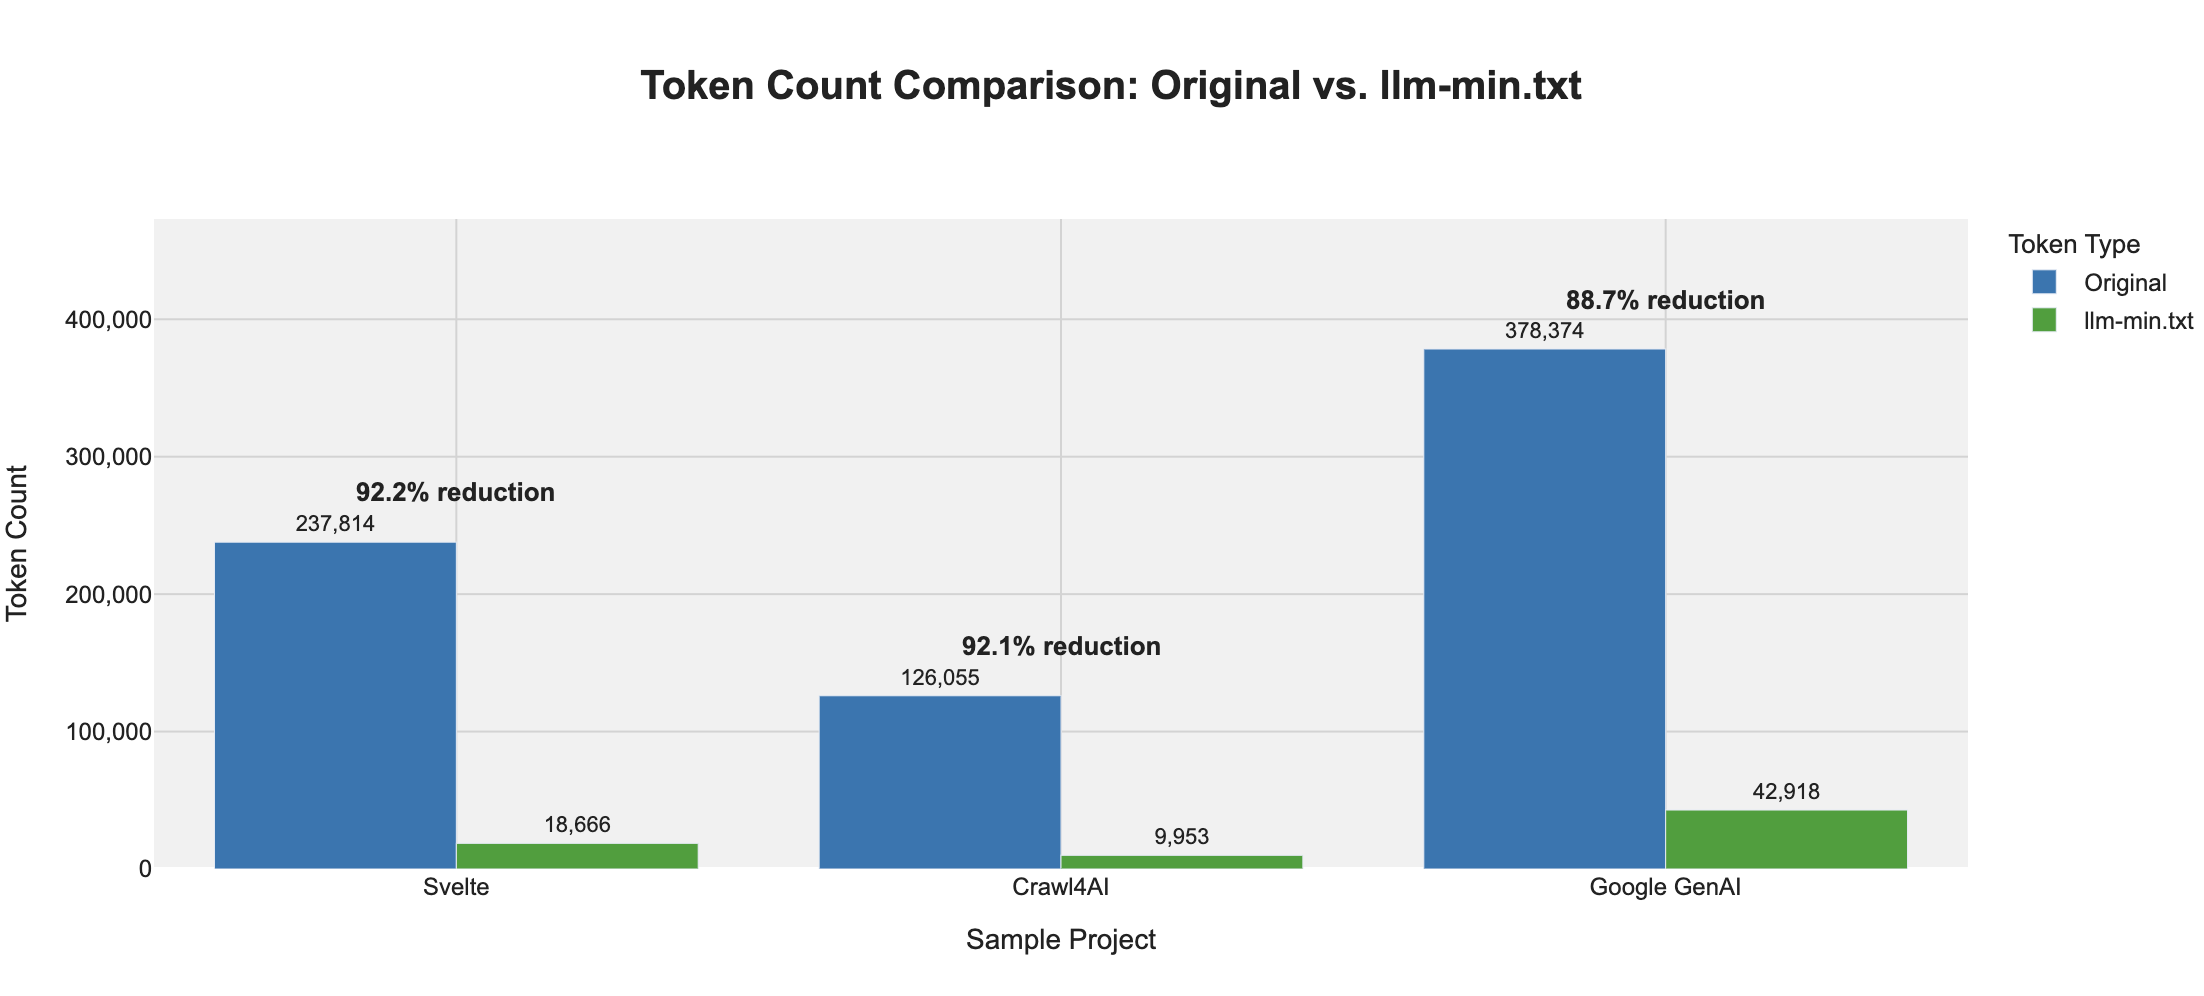 Token Count Comparison: Original vs. llm-min.txt
Token Type
Original
llm-min.txt
Token Count
400,000
300,000
200,000
100,000
0
92.2% reduction
237,814
18,666
92.1% reduction
126,055
9,953
88.7% reduction
378,374
42,918
Svelte
Crawl4AI
Google GenAI
Sample Project